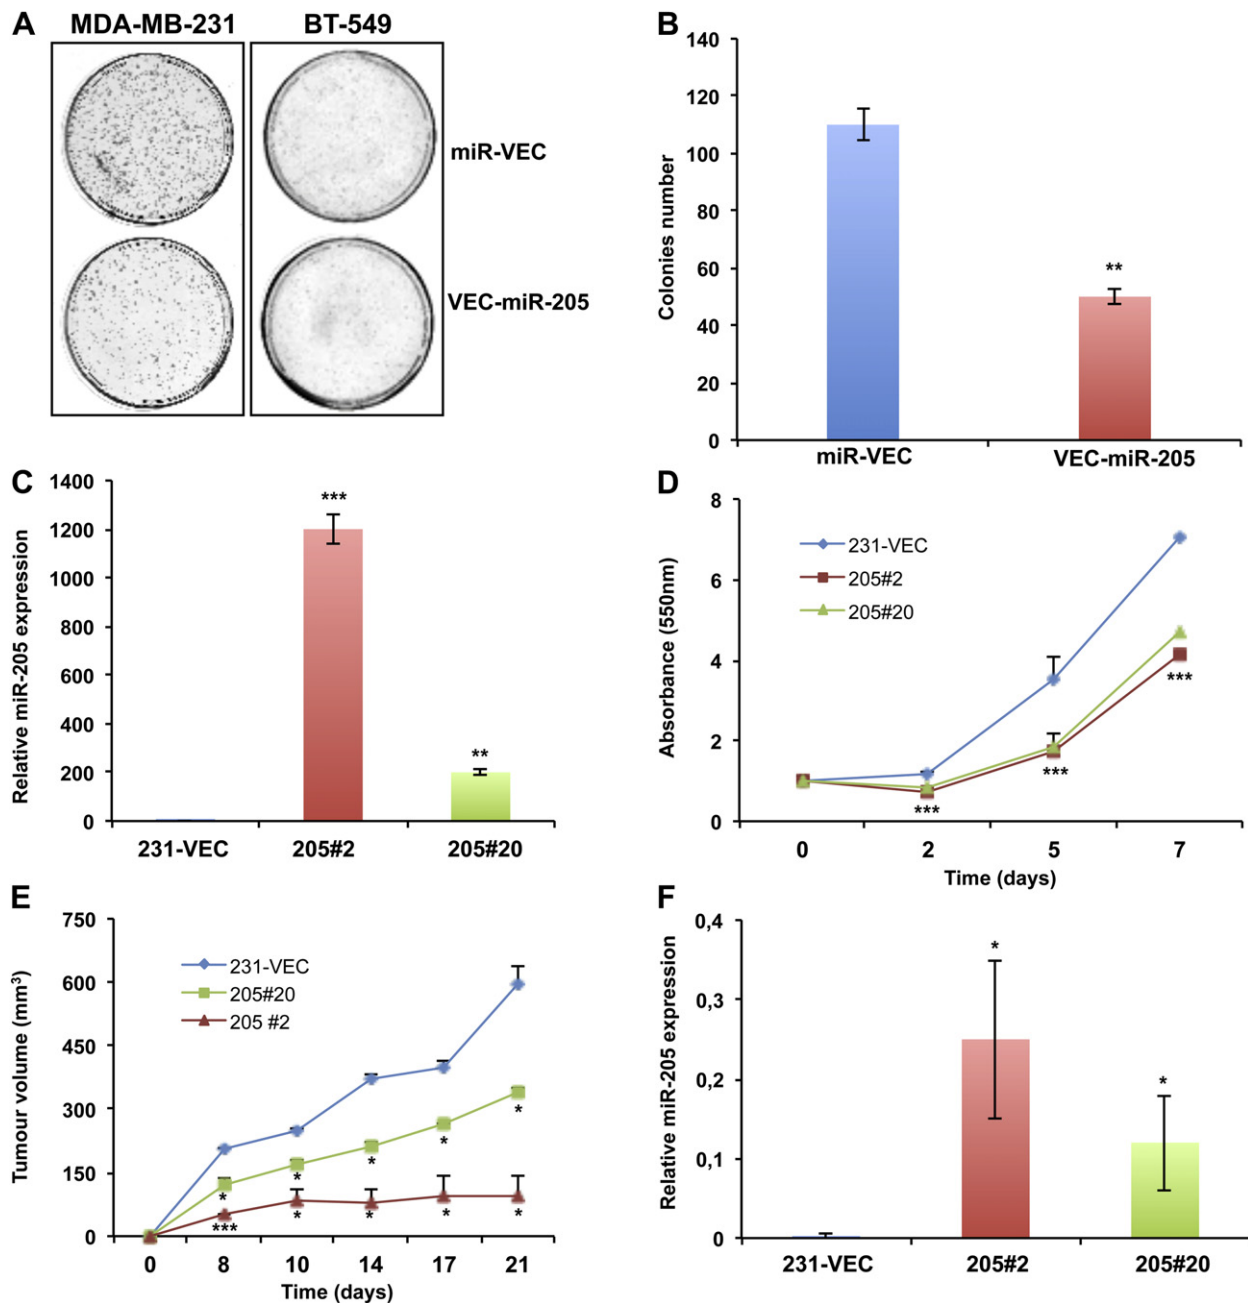 A
MDA-MB-231
BT-549
miR-VEC
VEC-miR-205
B
Colonies number
140
120
100
80
60
40
20
0
**
miR-VEC
VEC-miR-205
C
Relative miR-205 expression
1400
1200
1000
800
600
400
200
0
***
**
231-VEC
205#2
205#20
D
Absorbance (550nm)
8
6
4
2
0
231-VEC
205#2
205#20
***
***
***
0
2
5
7
Time (days)
E
Tumour volume (mm³)
750
600
450
300
150
0
231-VEC
205#20
205 #2
*
*
*
*
*
***
*
*
*
*
0
8
10
14
17
21
Time (days)
F
Relative miR-205 expression
0,4
0,3
0,2
0,1
0
*
*
231-VEC
205#2
205#20